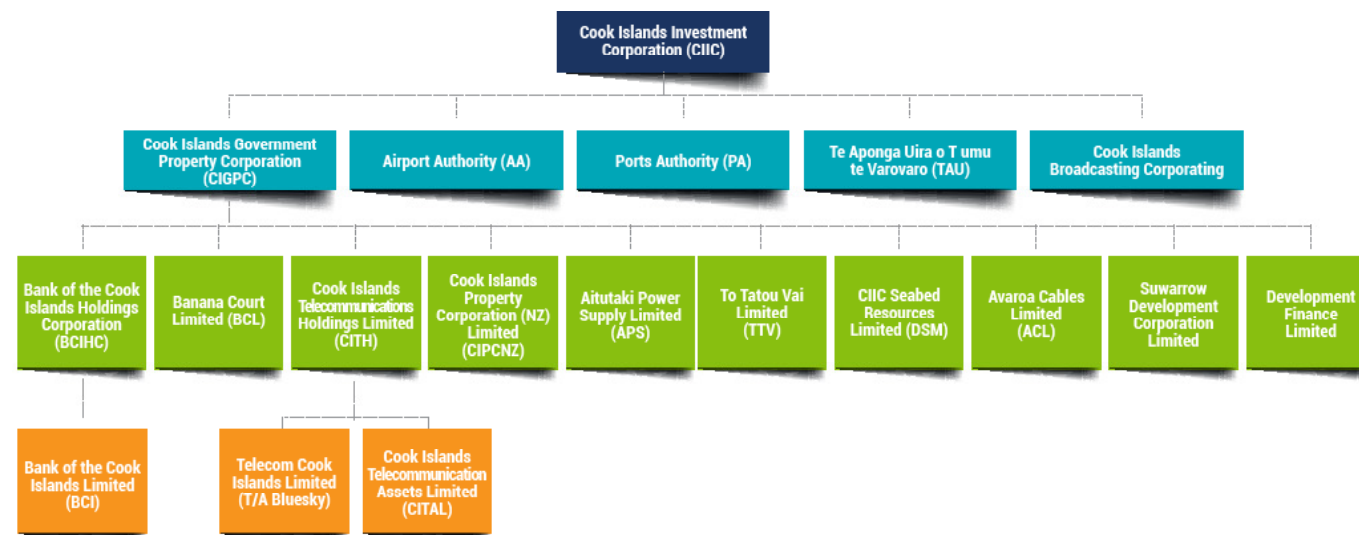 Cook Islands Investment
Corporation (CIIC)
Cook Islands Government
Property Corporation
(CIGPC)
Airport Authority (AA)
Ports Authority (PA)
Te Aponga Uira o T umu
te Varovaro (TAU)
Cook Islands
Broadcasting Corporating
Bank of the Cook
Islands Holdings
Corporation
(BCIHC)
Banana Court
Limited (BCL)
Cook Islands
Telecommunications
Holdings Limited
(CITH)
Cook Islands
Property
Corporation (NZ)
Limited
(CIPCNZ)
Aitutaki Power
Supply Limited
(APS)
To Tatou Vai
Limited
(TTV)
CIIC Seabed
Resources
Limited (DSM)
Avaroa Cables
Limited
(ACL)
Suwarrow
Development
Corporation
Limited
Development
Finance
Limited
Bank of the Cook
Islands Limited
(BCI)
Telecom Cook
Islands Limited
(T/A Bluesky)
Cook Islands
Telecommunication
Assets Limited
(CITAL)